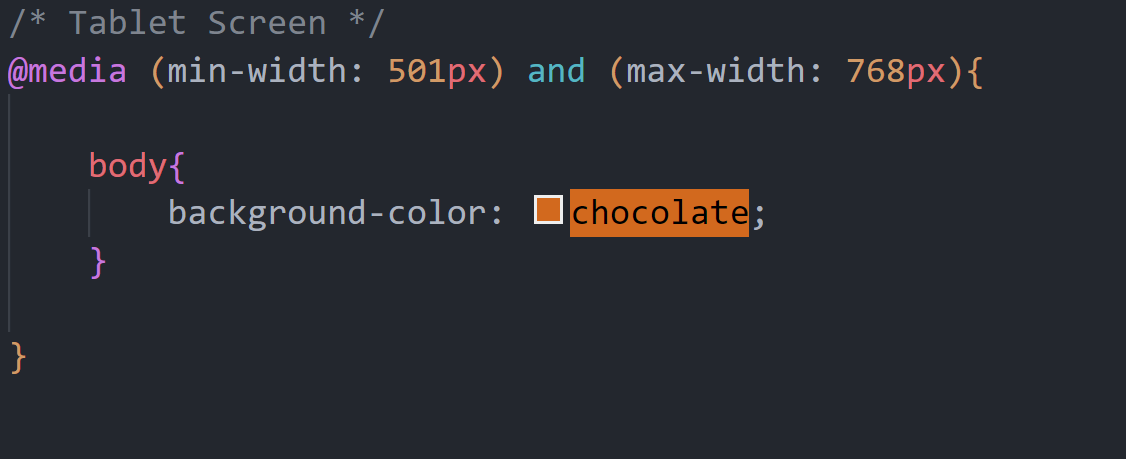 /* Tablet Screen */
@media (min-width: 501px) and (max-width: 768px){
body{
background-color: chocolate;
}
}